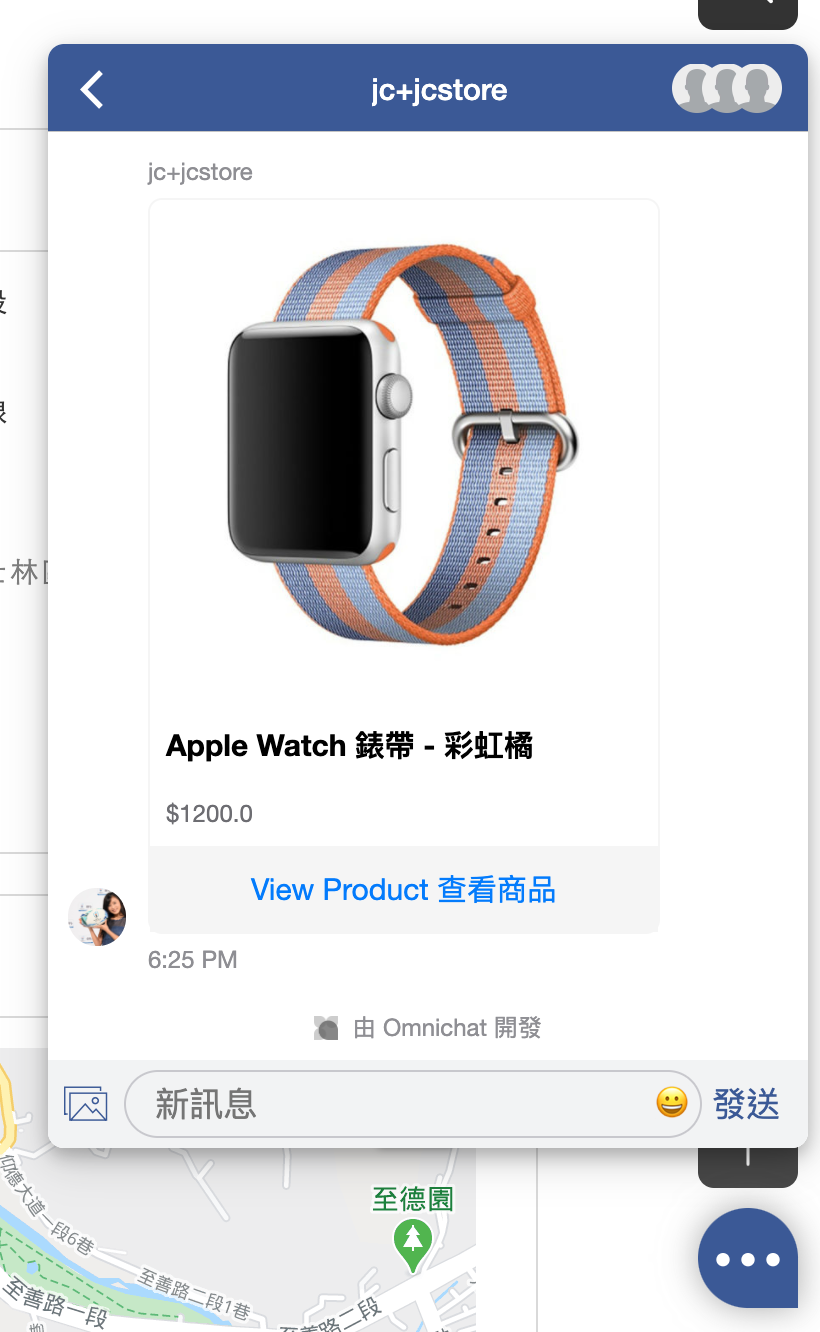 jc+jcstore
jc+jcstore
Apple Watch 錶帶 - 彩虹橘
$1200.0
View Product 查看商品
6:25 PM
由 Omnichat 開發
新訊息
發送
士林
至德園
仰德大道一段6巷
至善路二段1巷
至善路一段
至善路二段